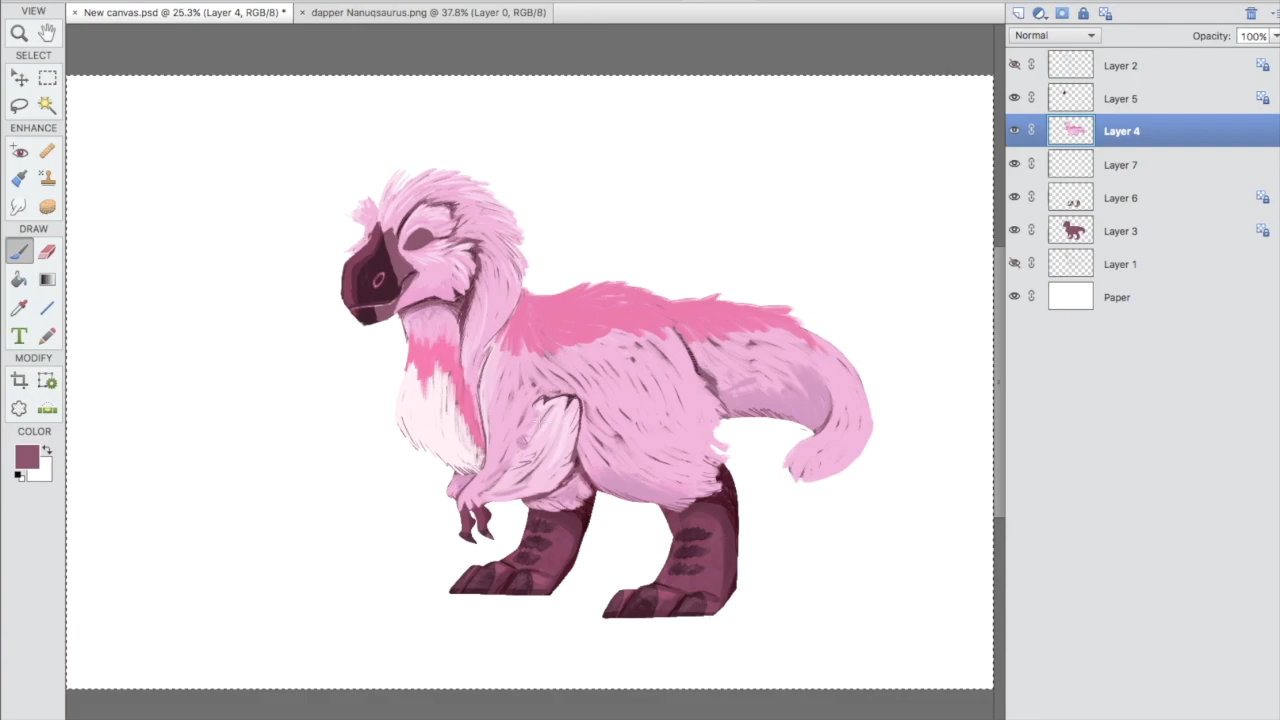 VIEW
× New canvas.psd @ 25.3% (Layer 4, RGB/8) *
× dapper Nanuqsaurus.png @ 37.8% (Layer 0, RGB/8)
SELECT
ENHANCE
DRAW
T
MODIFY
COLOR
Normal
Opacity: 100%
Layer 2
Layer 5
Layer 4
Layer 7
Layer 6
Layer 3
Layer 1
Paper